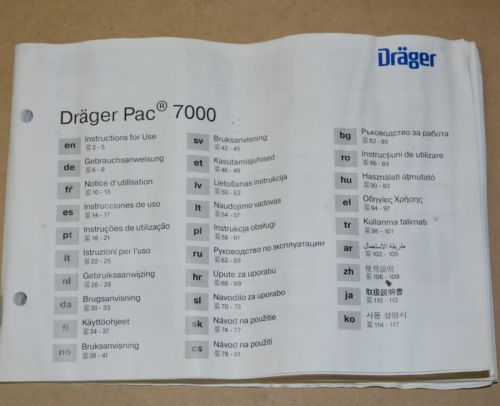 Dräger
Dräger Pac® 7000
en Instructions for Use
2 - 5
de Gebrauchsanweisung
6 - 9
fr Notice d'utilisation
10 - 13
es Instrucciones de uso
14 - 17
pt Instruções de utilização
18 - 21
it Istruzioni per l'uso
22 - 25
nl Gebruiksaanwijzing
26 - 29
da Brugsanvisning
30 - 33
fi Käyttöohjeet
34 - 37
no Bruksanvisning
38 - 41
sv Bruksanvisning
42 - 45
et Kasutamisjuhised
46 - 49
lv Lietošanas instrukcija
50 - 53
lt Naudojimo vadovas
54 - 57
pl Instrukcja obsługi
58 - 61
ru Руководство по эксплуатации
62 - 65
hr Upute za uporabu
66 - 69
sl Navodilo za uporabo
70 - 73
sk Návod na použitie
74 - 77
cs Návod na použití
78 - 81
bg Ръководство за работа
82 - 85
ro Instrucţiuni de utilizare
86 - 89
hu Használati útmutató
90 - 93
el Οδηγίες Χρήσης
94 - 97
tr Kullanma talimatı
98 - 101
ar طريقة الاستعمال
102 - 105
zh 使用说明
106 - 109
ja 取扱説明書
110 - 113
ko 사용 설명서
114 - 117